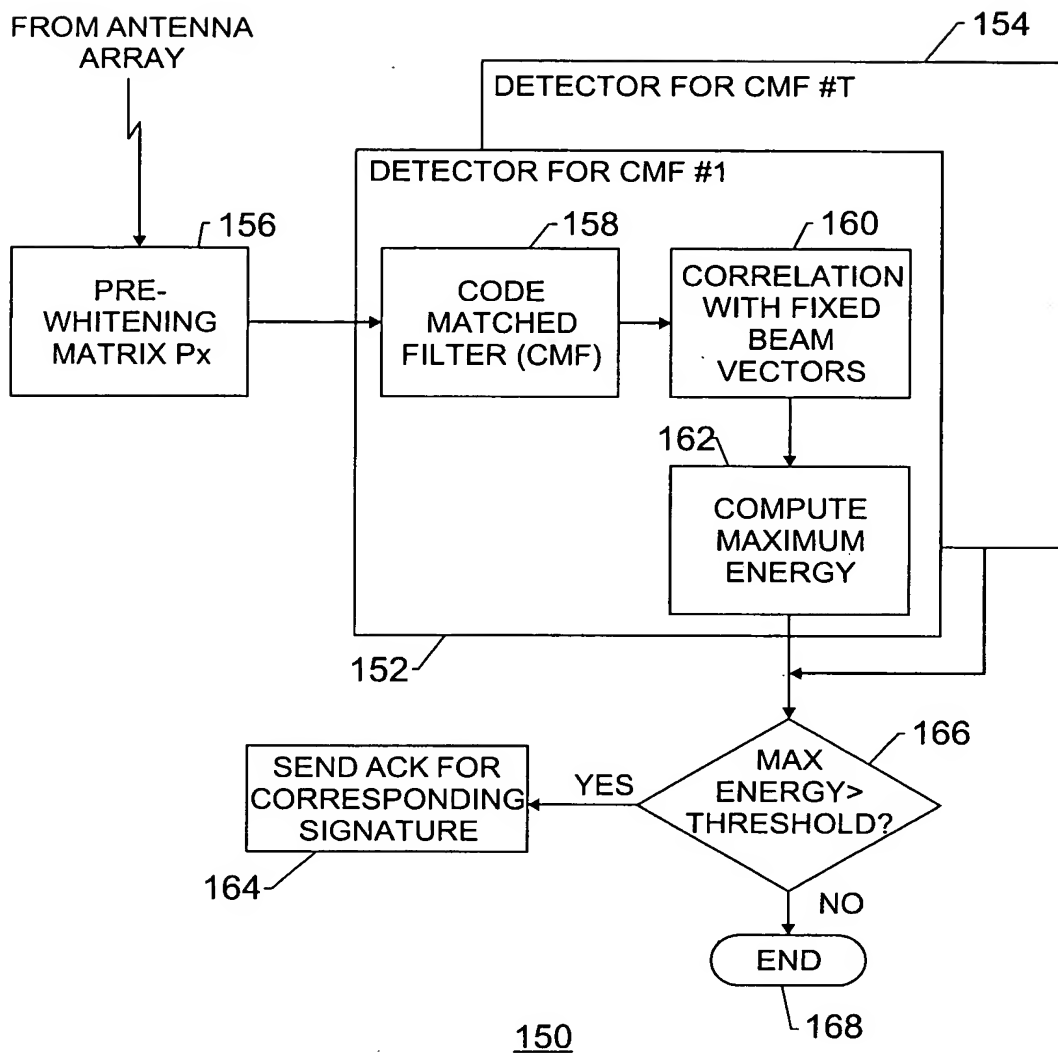 FROM ANTENNA
ARRAY
154
DETECTOR FOR CMF #T
DETECTOR FOR CMF #1
156
PRE-
WHITENING
MATRIX Px
158
CODE
MATCHED
FILTER (CMF)
160
CORRELATION
WITH FIXED
BEAM
VECTORS
162
COMPUTE
MAXIMUM
ENERGY
152
166
MAX
ENERGY>
THRESHOLD?
YES
SEND ACK FOR
CORRESPONDING
SIGNATURE
164
NO
END
168
150